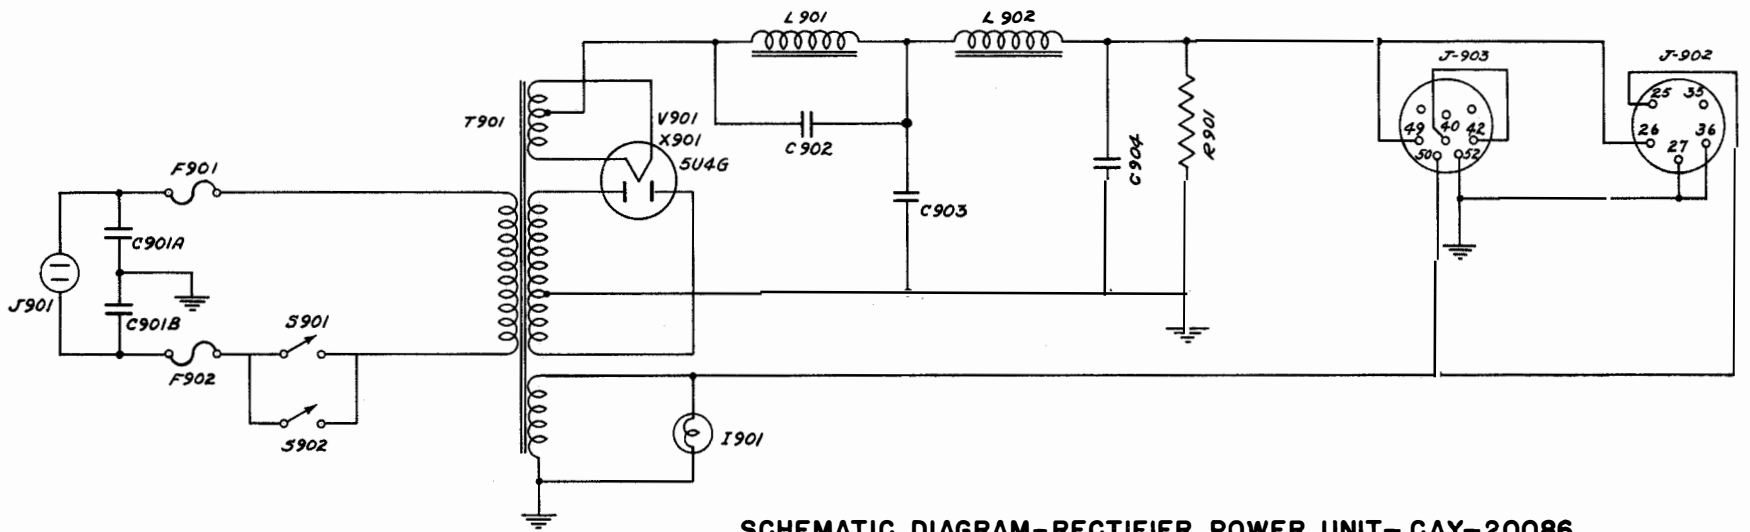 L901
L902
J-903
J-902
T901
V901
X901
5U4G
C902
C904
R901
49
40
42
50
52
25
35
26
36
27
F901
C903
C901A
J901
C901B
S901
F902
S902
I901
SCHEMATIC DIAGRAM-RECTIFIER POWER UNIT-CAY-20086